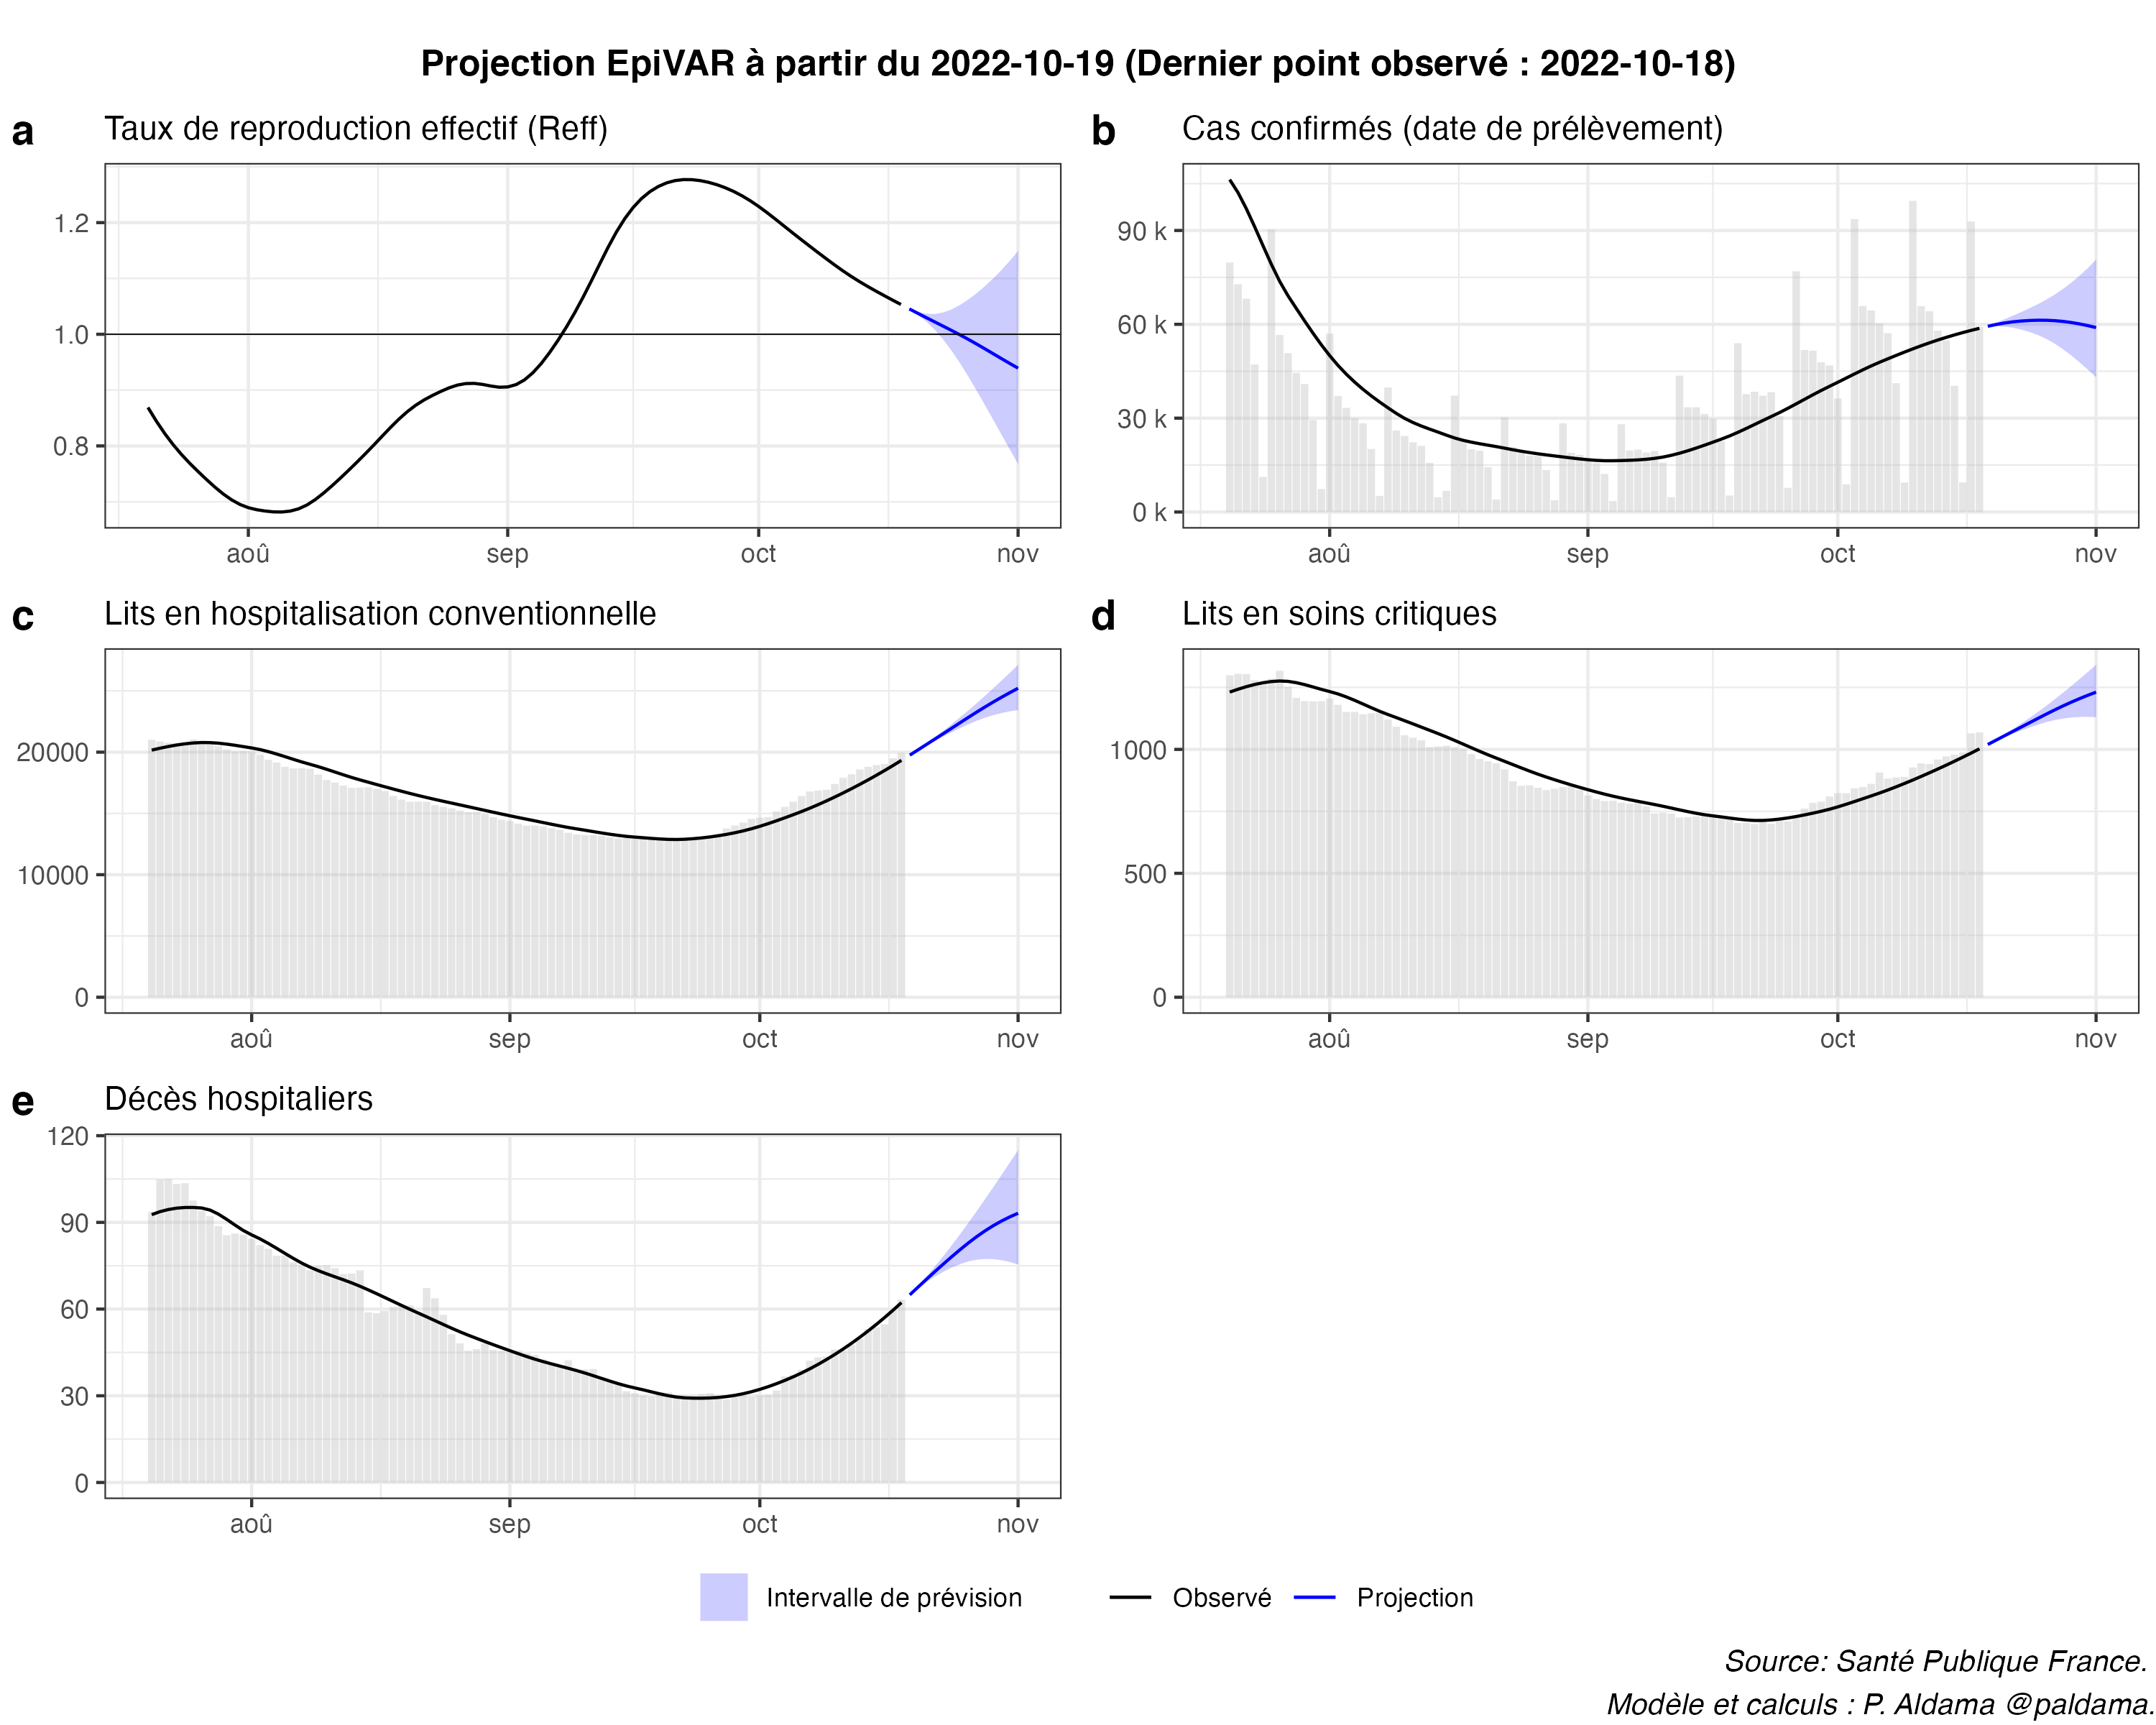 Projection EpiVAR à partir du 2022-10-19 (Dernier point observé : 2022-10-18)
a
Taux de reproduction effectif (Reff)
1.2
1.0
0.8
aoû sep oct nov
b
Cas confirmés (date de prélèvement)
90 k
60 k
30 k
0 k
aoû sep oct nov
c
Lits en hospitalisation conventionnelle
20000
10000
0
aoû sep oct nov
d
Lits en soins critiques
1000
500
0
aoû sep oct nov
e
Décès hospitaliers
120
90
60
30
0
aoû sep oct nov
Intervalle de prévision Observé Projection
Source: Santé Publique France.
Modèle et calculs : P. Aldama @paldama.